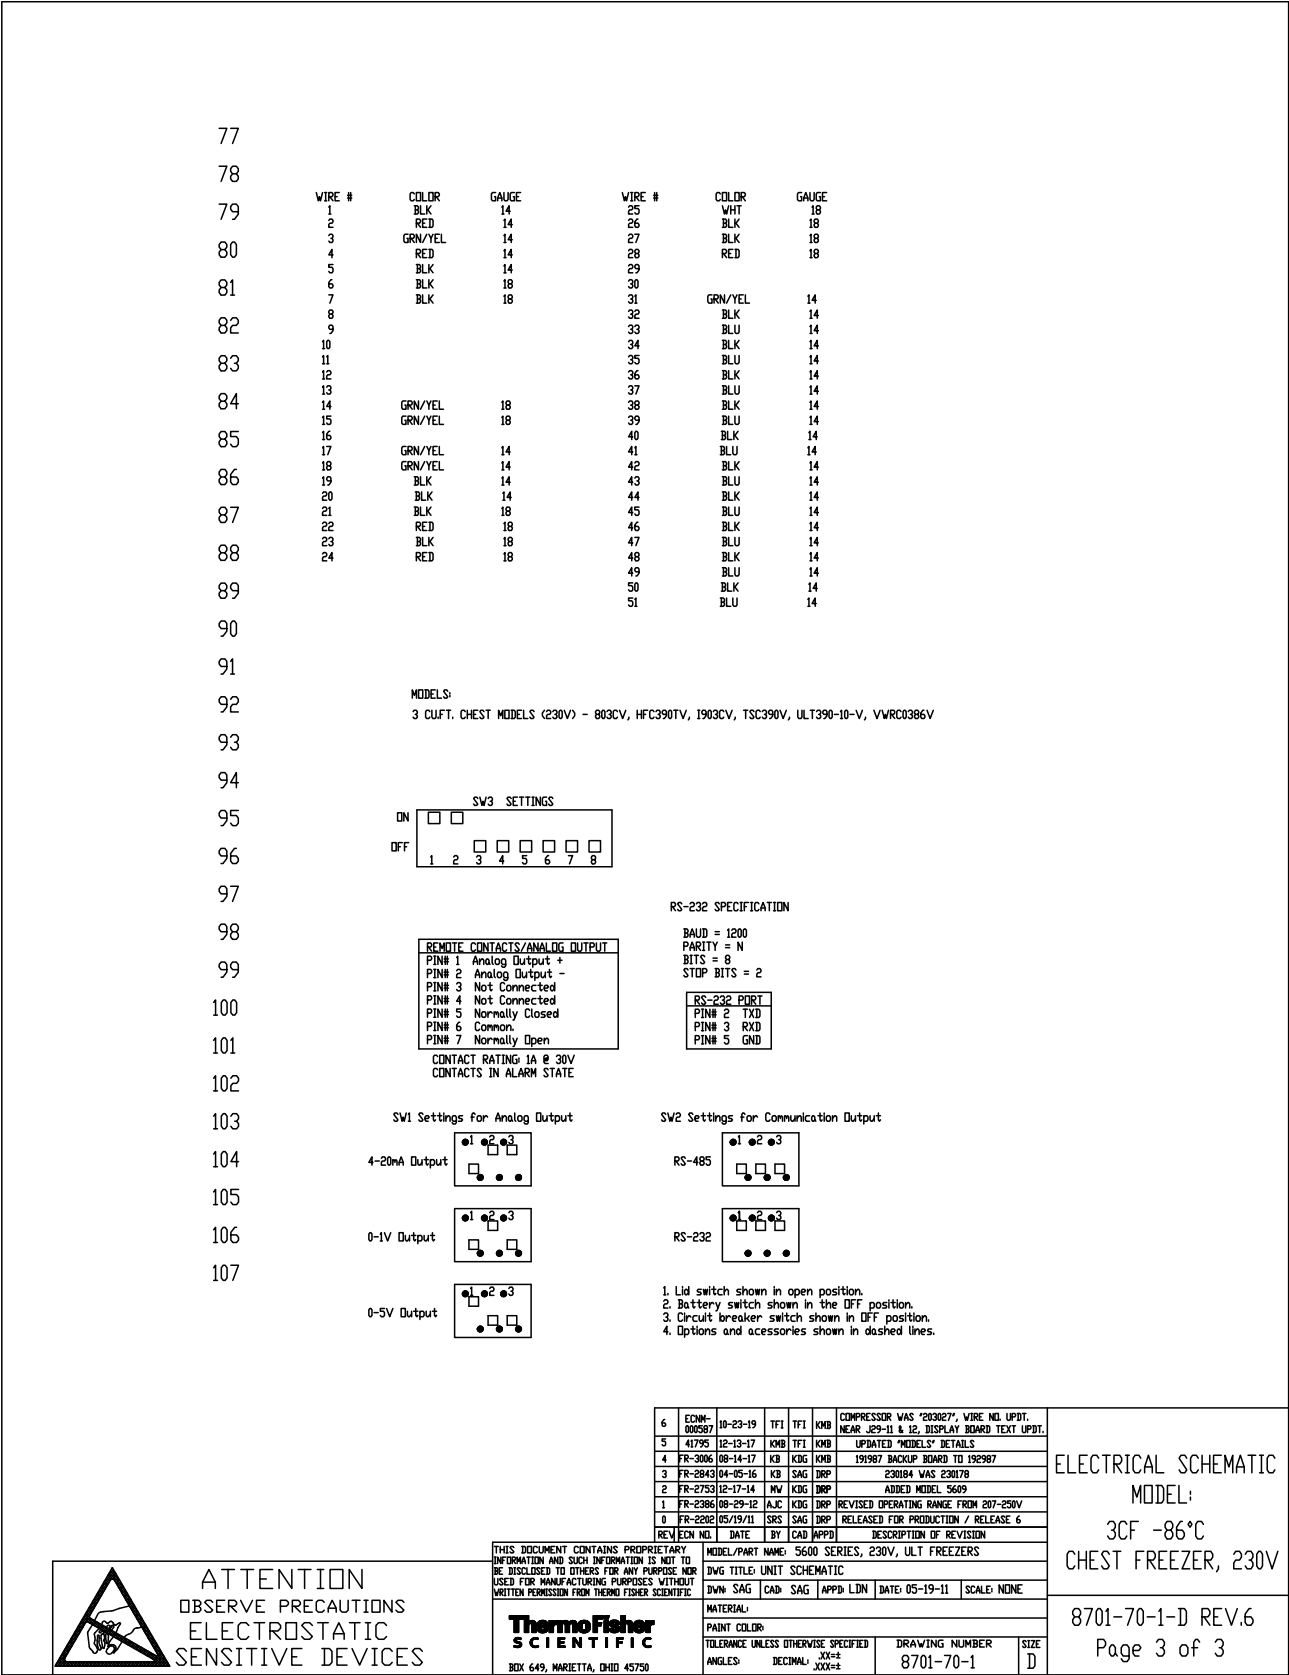 77
78
79
80
81
82
83
84
85
86
87
88
89
90
91
92
93
94
95
96
97
98
99
100
101
102
103
104
105
106
107
WIRE # COLOR GAUGE
1 BLK 14
2 RED 14
3 GRN/YEL 14
4 RED 14
5 BLK 14
6 BLK 18
7 BLK 18
8
9
10
11
12
13
14 GRN/YEL 18
15 GRN/YEL 18
16
17 GRN/YEL 14
18 GRN/YEL 14
19 BLK 14
20 BLK 14
21 BLK 18
22 RED 18
23 BLK 18
24 RED 18
WIRE # COLOR GAUGE
25 WHT 18
26 BLK 18
27 BLK 18
28 RED 18
29
30
31 GRN/YEL 14
32 BLK 14
33 BLU 14
34 BLK 14
35 BLU 14
36 BLK 14
37 BLU 14
38 BLK 14
39 BLU 14
40 BLK 14
41 BLU 14
42 BLK 14
43 BLU 14
44 BLK 14
45 BLU 14
46 BLK 14
47 BLU 14
48 BLK 14
49 BLU 14
50 BLK 14
51 BLU 14
MODELS:
3 CU.FT. CHEST MODELS (230V) - 803CV, HFC390TV, I903CV, TSC390V, ULT390-10-V, VWRC0386V
SW3 SETTINGS
ON
OFF
1 2 3 4 5 6 7 8
RS-232 SPECIFICATION
BAUD = 1200
PARITY = N
BITS = 8
STOP BITS = 2
REMOTE CONTACTS/ANALOG OUTPUT
PIN# 1 Analog Output +
PIN# 2 Analog Output -
PIN# 3 Not Connected
PIN# 4 Not Connected
PIN# 5 Normally Closed
PIN# 6 Common.
PIN# 7 Normally Open
CONTACT RATING: 1A @ 30V
CONTACTS IN ALARM STATE
RS-232 PORT
PIN# 2 TXD
PIN# 3 RXD
PIN# 5 GND
SW1 Settings for Analog Output
1 2 3
4-20mA Output
1 2 3
0-1V Output
1 2 3
0-5V Output
SW2 Settings for Communication Output
1 2 3
RS-485
1 2 3
RS-232
1. Lid switch shown in open position.
2. Battery switch shown in the OFF position.
3. Circuit breaker switch shown in OFF position.
4. Options and acessories shown in dashed lines.
6 ECNM-000587 10-23-19 TFI TFI KMB COMPRESSOR WAS "203027", WIRE NO. UPDT. NEAR J29-11 & 12, DISPLAY BOARD TEXT UPDT.
5 41795 12-13-17 KMB TFI KMB UPDATED "MODELS" DETAILS
4 FR-3006 08-14-17 KB KDG KMB 191987 BACKUP BOARD TO 192987
3 FR-2843 04-05-16 KB SAG DRP 230184 WAS 230178
2 FR-2753 12-17-14 MW KDG DRP ADDED MODEL 5609
1 FR-2386 08-29-12 AJC KDG DRP REVISED OPERATING RANGE FROM 207-250V
0 FR-2202 05/19/11 SRS SAG DRP RELEASED FOR PRODUCTION / RELEASE 6
REV ECN NO. DATE BY CAD APPD DESCRIPTION OF REVISION
ELECTRICAL SCHEMATIC
MODEL:
3CF -86°C
CHEST FREEZER, 230V
8701-70-1-D REV.6
Page 3 of 3
THIS DOCUMENT CONTAINS PROPRIETARY
INFORMATION AND SUCH INFORMATION IS NOT TO
BE DISCLOSED TO OTHERS FOR ANY PURPOSE NOR
USED FOR MANUFACTURING PURPOSES WITHOUT
WRITTEN PERMISSION FROM THERMO FISHER SCIENTIFIC
MODEL/PART NAME: 5600 SERIES, 230V, ULT FREEZERS
DWG TITLE: UNIT SCHEMATIC
DWN: SAG CAD: SAG APPD: LDN DATE: 05-19-11 SCALE: NONE
MATERIAL:
PAINT COLOR:
TOLERANCE UNLESS OTHERWISE SPECIFIED
ANGLES: DECIMAL: .XX=± .XXX=±
DRAWING NUMBER
8701-70-1
SIZE
D
ThermoFisher
SCIENTIFIC
BOX 649, MARIETTA, OHIO 45750
ATTENTION
OBSERVE PRECAUTIONS
ELECTROSTATIC
SENSITIVE DEVICES